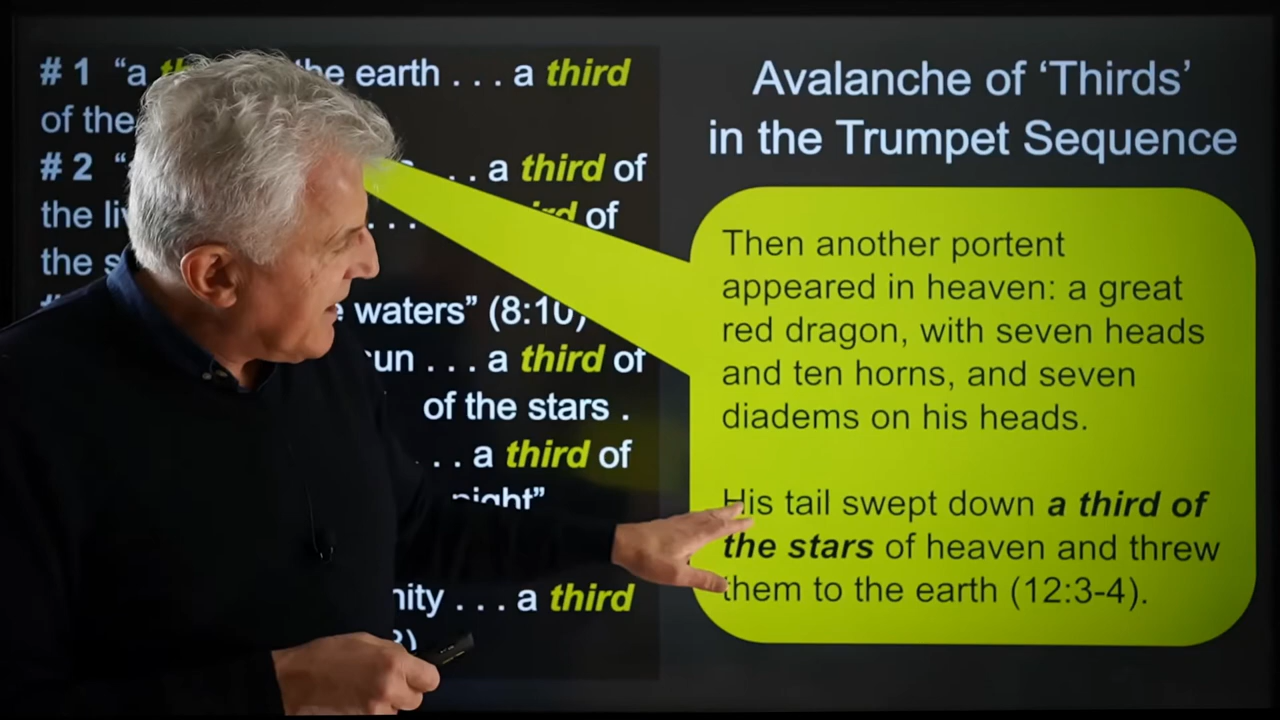 # 1 “a the earth . . . a third
of the
# 2 “ . . a third of
the . . . of
the
waters” (8:10)
. . . a third of
of the stars .
. . a third of
night”
. . . a third
Avalanche of ‘Thirds’
in the Trumpet Sequence
Then another portent
appeared in heaven: a great
red dragon, with seven heads
and ten horns, and seven
diadems on his heads.
His tail swept down a third of
the stars of heaven and threw
them to the earth (12:3-4).